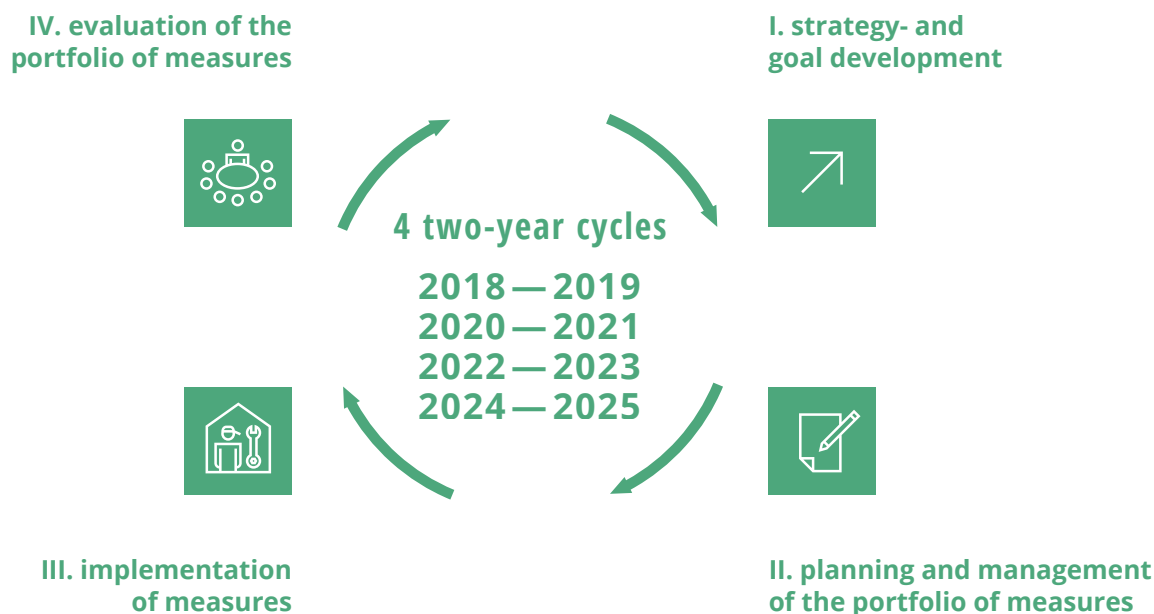 IV. evaluation of the
portfolio of measures
I. strategy- and
goal development
4 two-year cycles
2018 — 2019
2020 — 2021
2022 — 2023
2024 — 2025
III. implementation
of measures
II. planning and management
of the portfolio of measures